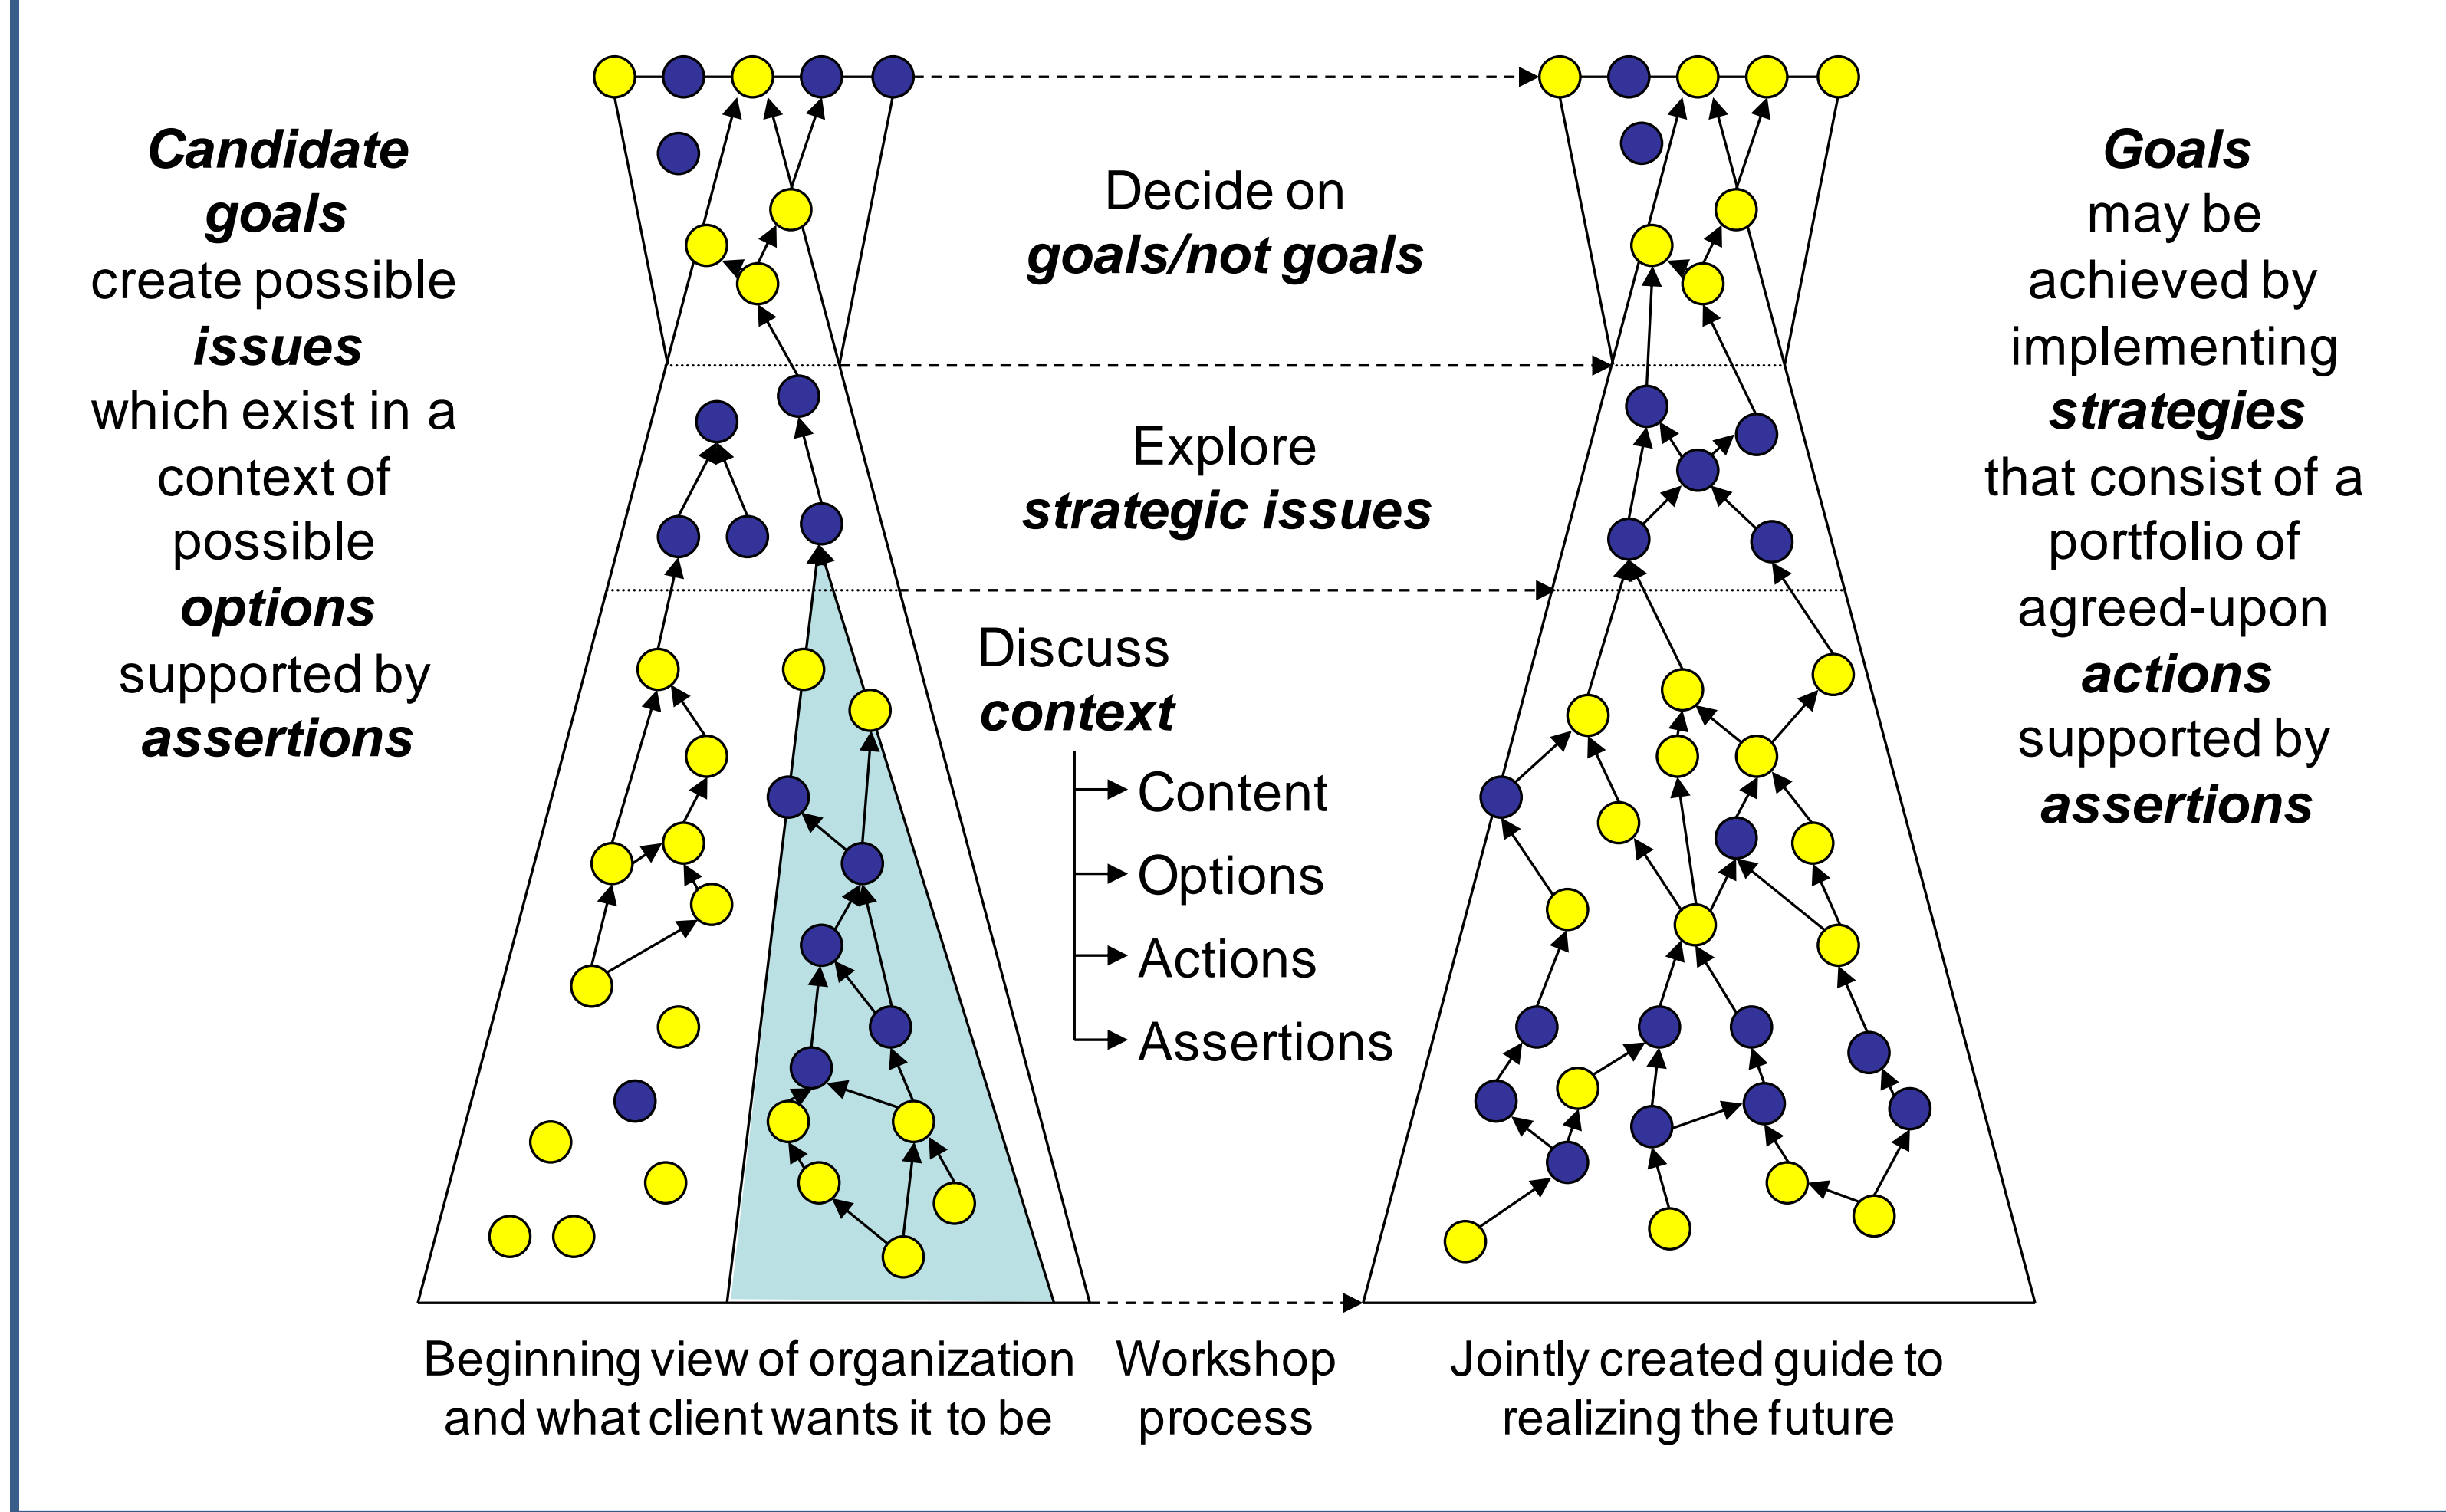 Candidate
goals
create possible
issues
which exist in a
context of
possible
options
supported by
assertions
Decide on
goals/not goals
Explore
strategic issues
Discuss
context
Content
Options
Actions
Assertions
Goals
may be
achieved by
implementing
strategies
that consist of a
portfolio of
agreed-upon
actions
supported by
assertions
Beginning view of organization
and what client wants it to be
Workshop
process
Jointly created guide to
realizing the future